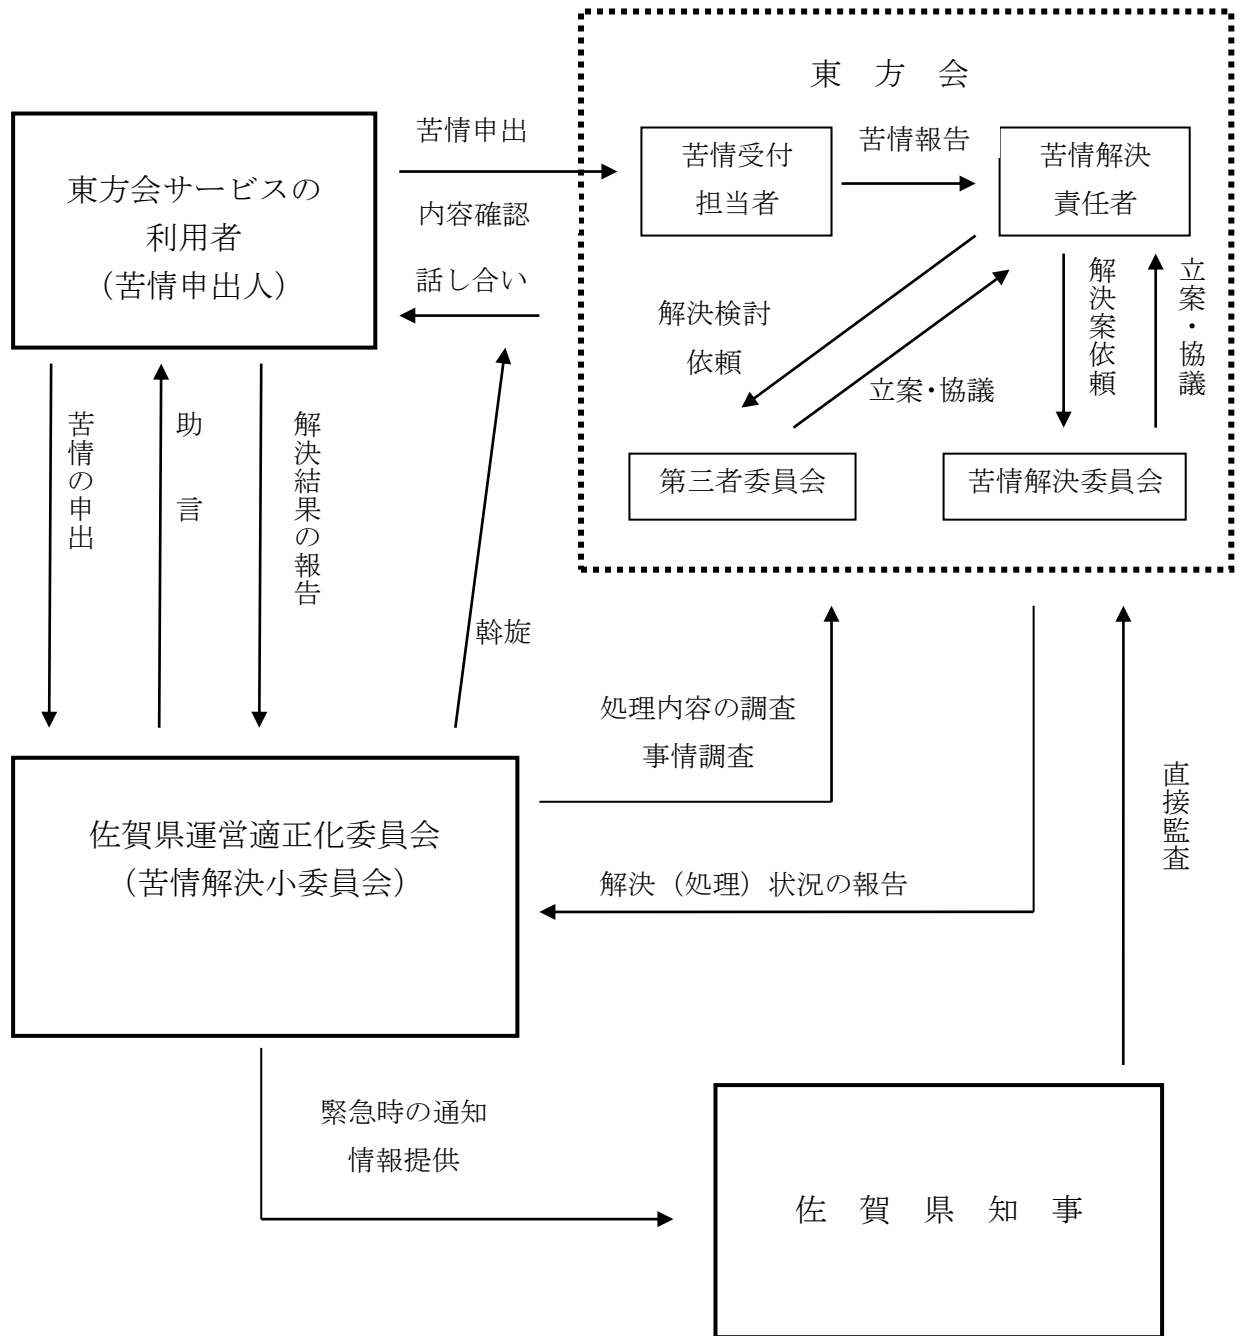 東　方　会
苦情申出
苦情受付
担当者
苦情報告
苦情解決
責任者
東方会サービスの
利用者
（苦情申出人）
内容確認
話し合い
解決検討
依頼
立案・協議
解決案依頼
立案・協議
第三者委員会
苦情解決委員会
苦情の申出
助　言
解決結果の報告
斡旋
処理内容の調査
事情調査
直接監査
佐賀県運営適正化委員会
（苦情解決小委員会）
解決（処理）状況の報告
緊急時の通知
情報提供
佐　賀　県　知　事